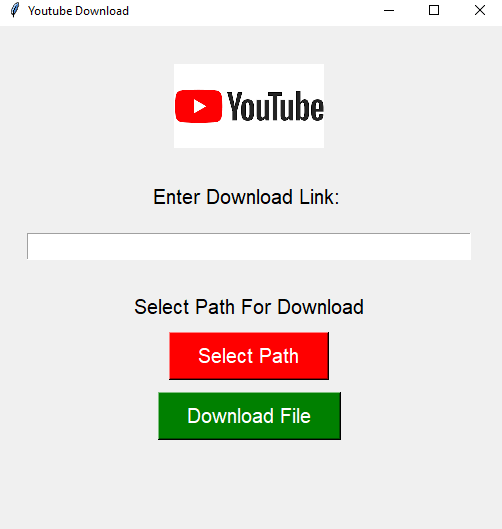 Youtube Download
YouTube
Enter Download Link:
Select Path For Download
Select Path
Download File